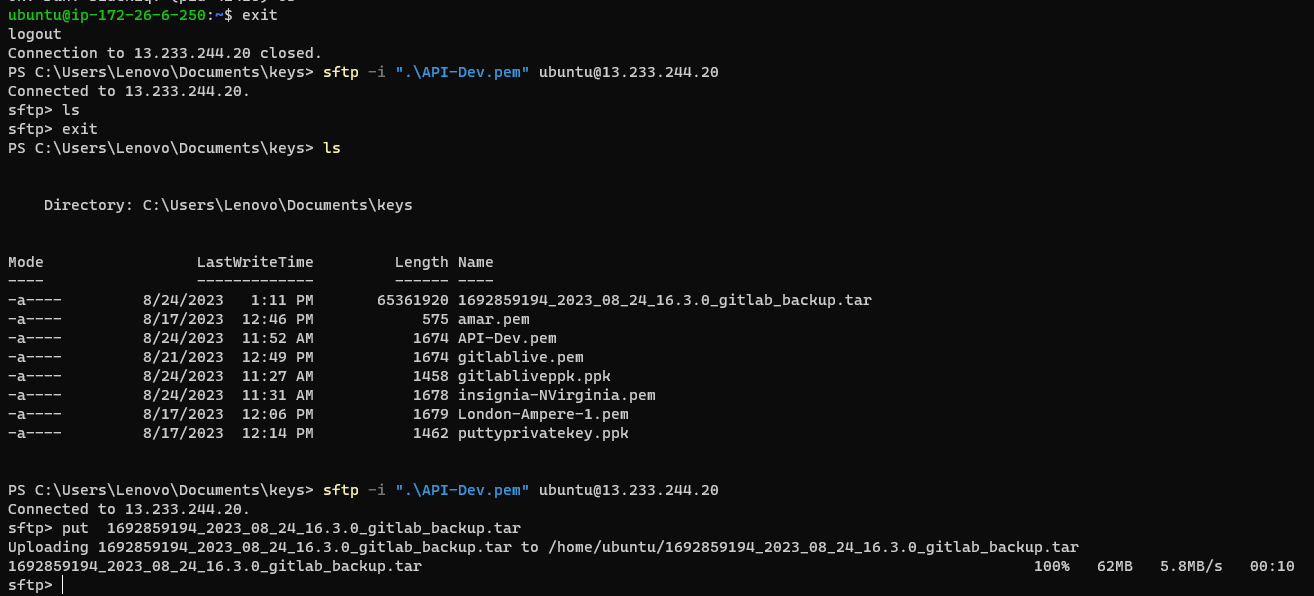 ubuntu@ip-172-26-6-250:~$ exit
logout
Connection to 13.233.244.20 closed.
PS C:\Users\Lenovo\Documents\keys> sftp -i ".\API-Dev.pem" ubuntu@13.233.244.20
Connected to 13.233.244.20.
sftp> ls
sftp> exit
PS C:\Users\Lenovo\Documents\keys> ls
Directory: C:\Users\Lenovo\Documents\keys
Mode LastWriteTime Length Name
---- ------------- ------ ----
-a---- 8/24/2023 1:11 PM 65361920 1692859194_2023_08_24_16.3.0_gitlab_backup.tar
-a---- 8/17/2023 12:46 PM 575 amar.pem
-a---- 8/24/2023 11:52 AM 1674 API-Dev.pem
-a---- 8/21/2023 12:49 PM 1674 gitlablive.pem
-a---- 8/24/2023 11:27 AM 1458 gitlabliveppk.ppk
-a---- 8/24/2023 11:31 AM 1678 insignia-NVirginia.pem
-a---- 8/17/2023 12:06 PM 1679 London-Ampere-1.pem
-a---- 8/17/2023 12:14 PM 1462 puttyprivatekey.ppk
PS C:\Users\Lenovo\Documents\keys> sftp -i ".\API-Dev.pem" ubuntu@13.233.244.20
Connected to 13.233.244.20.
sftp> put  1692859194_2023_08_24_16.3.0_gitlab_backup.tar
Uploading 1692859194_2023_08_24_16.3.0_gitlab_backup.tar to /home/ubuntu/1692859194_2023_08_24_16.3.0_gitlab_backup.tar
1692859194_2023_08_24_16.3.0_gitlab_backup.tar 100% 62MB 5.8MB/s 00:10
sftp>